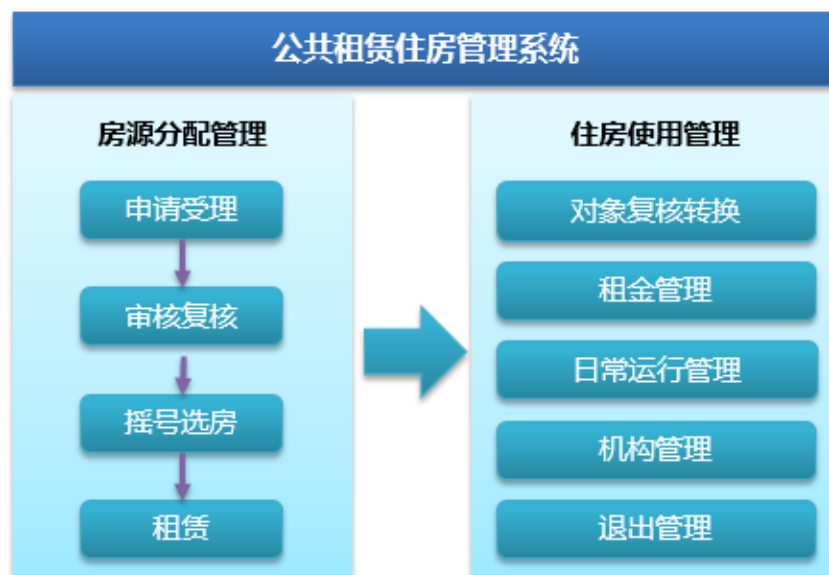 公共租赁住房管理系统
房源分配管理
申请受理
审核复核
摇号选房
租赁
住房使用管理
对象复核转换
租金管理
日常运行管理
机构管理
退出管理